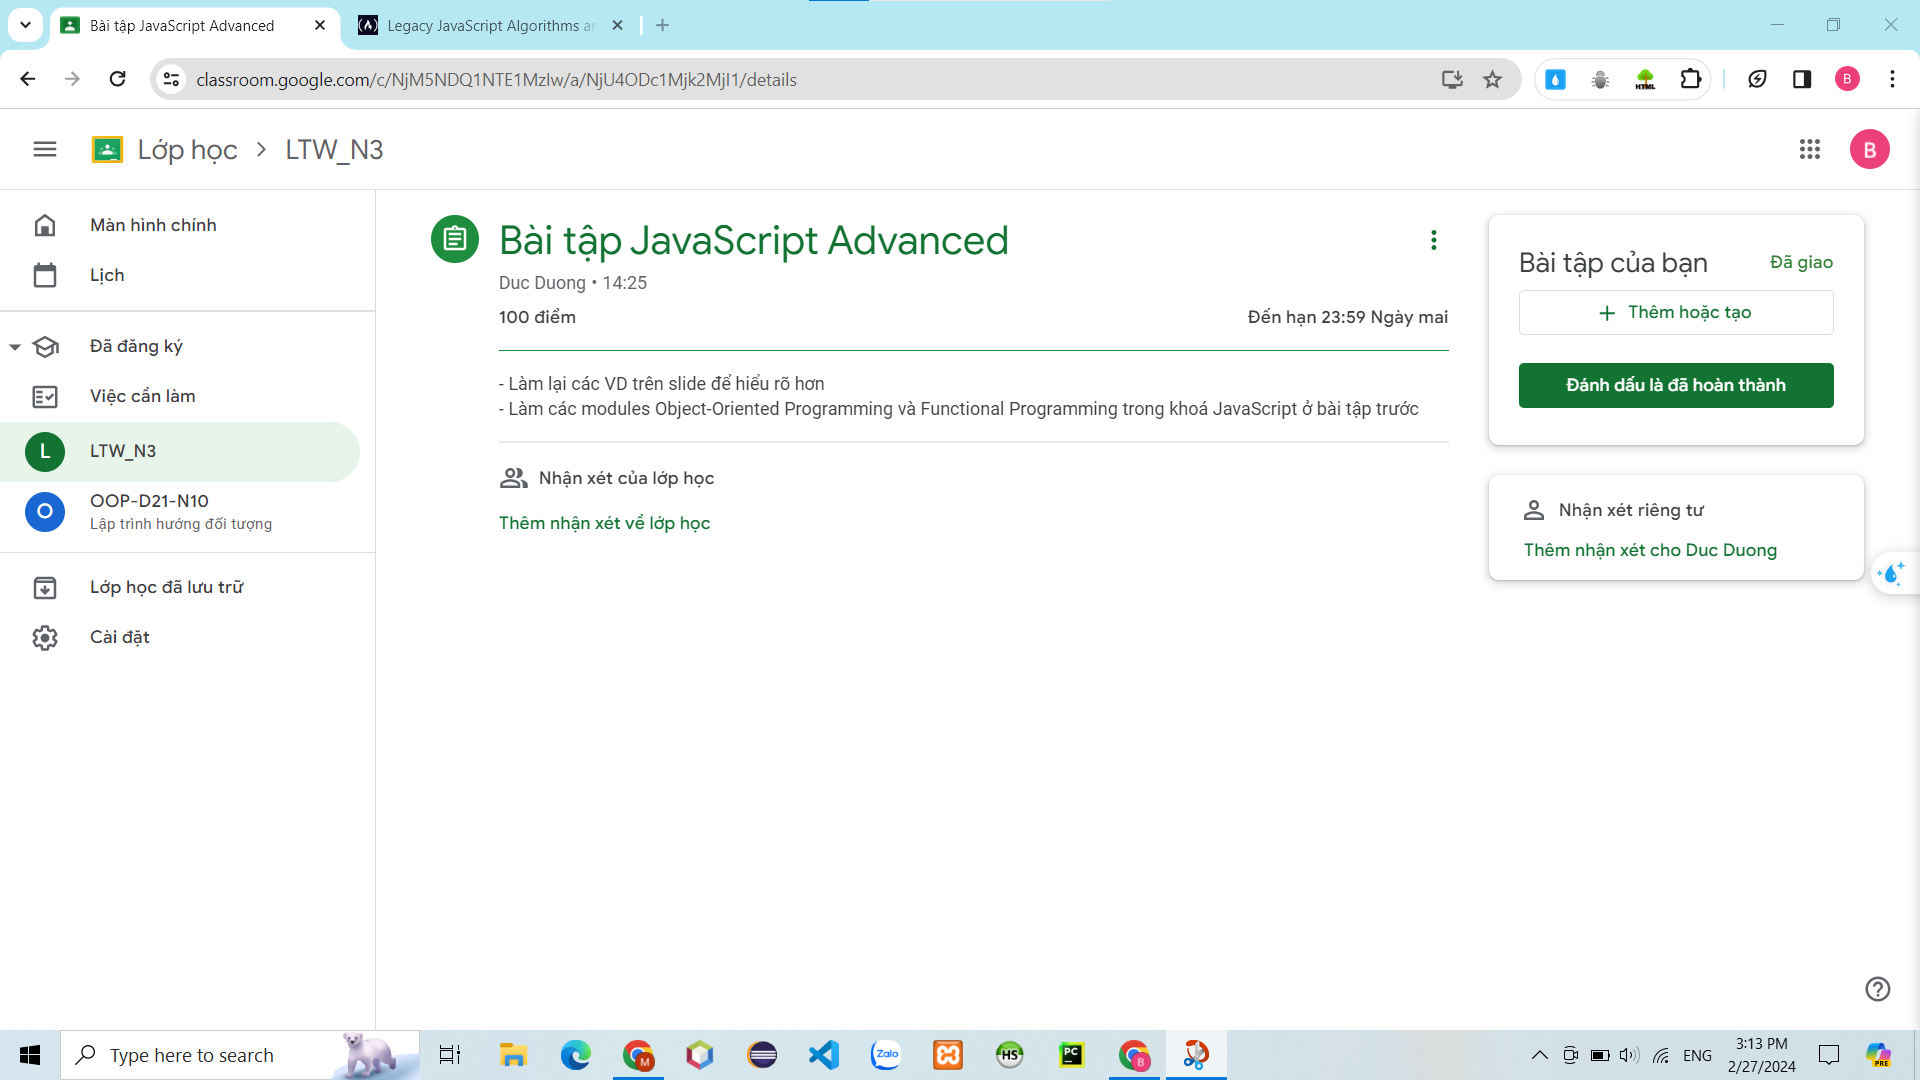 Bài tập JavaScript Advanced
Legacy JavaScript Algorithms ar
classroom.google.com/c/NjM5NDQ1NTE1MzIw/a/NjU4ODc1Mjk2MjI1/details
HTML
B
Lớp học > LTW_N3
B
Màn hình chính
Lịch
Đã đăng ký
Việc cần làm
L LTW_N3
O OOP-D21-N10
Lập trình hướng đối tượng
Lớp học đã lưu trữ
Cài đặt
Bài tập JavaScript Advanced
Duc Duong • 14:25
100 điểm
Đến hạn 23:59 Ngày mai
- Làm lại các VD trên slide để hiểu rõ hơn
- Làm các modules Object-Oriented Programming và Functional Programming trong khoá JavaScript ở bài tập trước
Nhận xét của lớp học
Thêm nhận xét về lớp học
Bài tập của bạn
Đã giao
+ Thêm hoặc tạo
Đánh dấu là đã hoàn thành
Nhận xét riêng tư
Thêm nhận xét cho Duc Duong
Type here to search
M
Zalo
HS
PC
B
ENG
3:13 PM
2/27/2024
PRE